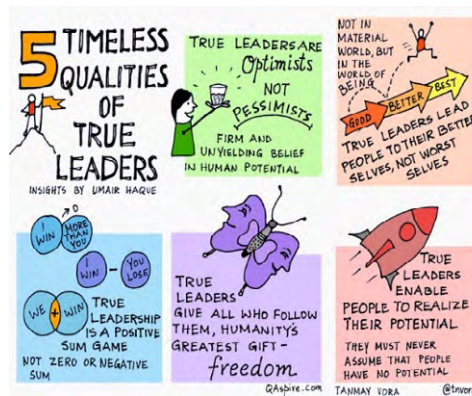 5 TIMELESS
QUALITIES
OF
TRUE
LEADERS
INSIGHTS BY UMAIR HAQUE
TRUE LEADERS ARE
Optimists
NOT
PESSIMISTS
FIRM AND
UNYIELDING BELIEF
IN HUMAN POTENTIAL
NOT IN
MATERIAL
WORLD, BUT
IN THE
WORLD OF
BEING
GOOD
BETTER
BEST
TRUE LEADERS LEAD
PEOPLE TO THEIR BETTER
SELVES, NOT WORST
SELVES
I
WIN
MORE
THAN
YOU
I
WIN
-
YOU
LOSE
WE + WIN
TRUE
LEADERSHIP
IS A POSITIVE
SUM GAME
NOT ZERO OR NEGATIVE
SUM
TRUE
LEADERS
GIVE ALL WHO FOLLOW
THEM, HUMANITY'S
GREATEST GIFT-
freedom
QAspire.com
TRUE
LEADERS
ENABLE
PEOPLE TO REALIZE
THEIR POTENTIAL
THEY MUST NEVER
ASSUME THAT PEOPLE
HAVE NO POTENTIAL
TANMAY VORA
@tnvor